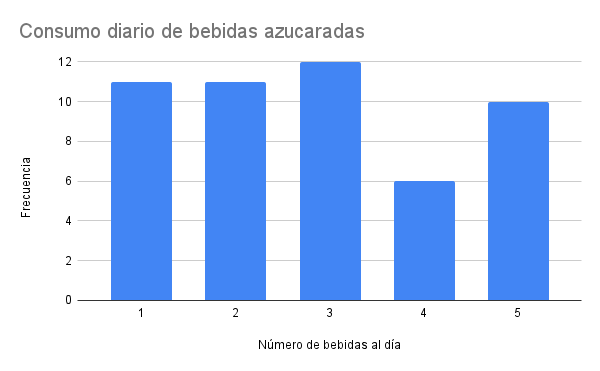 Consumo diario de bebidas azucaradas
12
10
8
6
4
2
0
Frecuencia
1 2 3 4 5
Número de bebidas al día